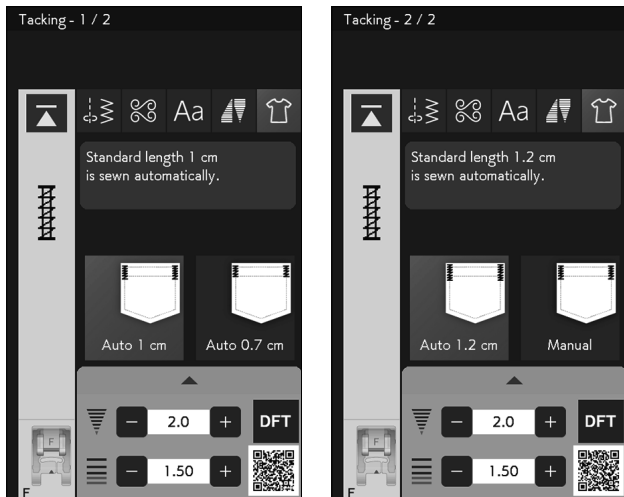 Tacking - 1 / 2
Aa
Standard length 1 cm
is sewn automatically.
Auto 1 cm
Auto 0.7 cm
2.0
DFT
1.50
F
F
Tacking - 2 / 2
Aa
Standard length 1.2 cm
is sewn automatically.
Auto 1.2 cm
Manual
2.0
DFT
1.50
F
F